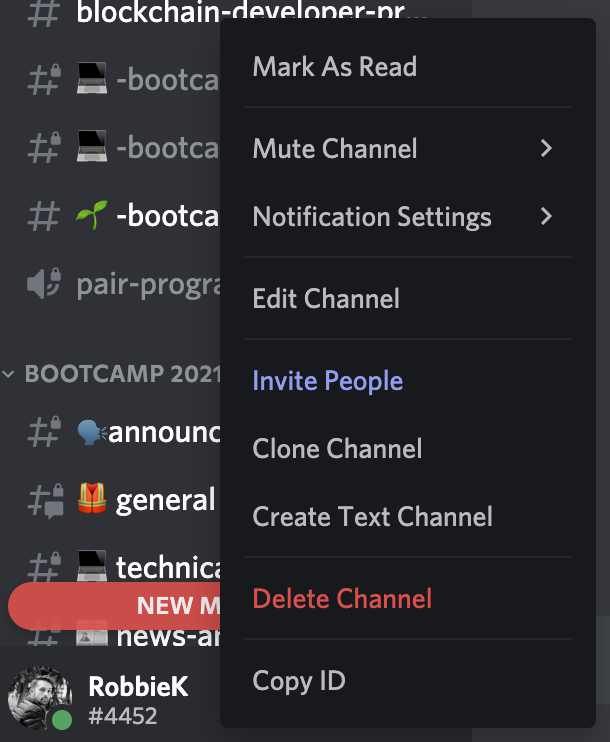 blockchain-developer-pr...
-bootca
-bootca
-bootca
pair-progra
BOOTCAMP 2021
announc
general
technica
NEW M
news-an
RobbieK
#4452
Mark As Read
Mute Channel
Notification Settings
Edit Channel
Invite People
Clone Channel
Create Text Channel
Delete Channel
Copy ID